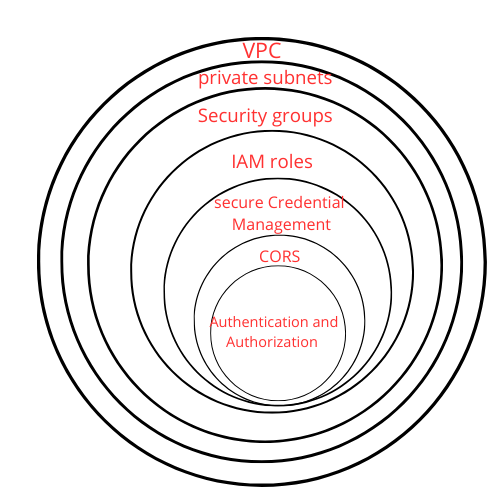 VPC
private subnets
Security groups
IAM roles
secure Credential
Management
CORS
Authentication and
Authorization